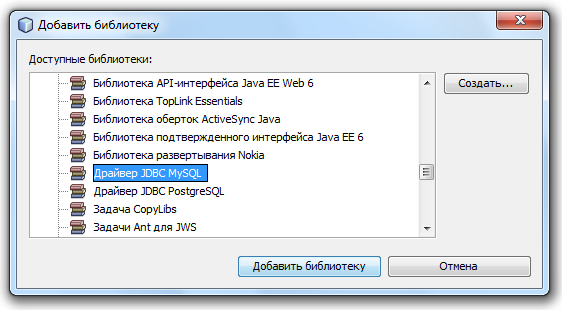 Добавить библиотеку
Доступные библиотеки:
Библиотека API-интерфейса Java EE Web 6
Библиотека TopLink Essentials
Библиотека оберток ActiveSync Java
Библиотека подтвержденного интерфейса Java EE 6
Библиотека развертывания Nokia
Драйвер JDBC MySQL
Драйвер JDBC PostgreSQL
Задача CopyLibs
Задачи Ant для JWS
Создать...
Добавить библиотеку
Отмена